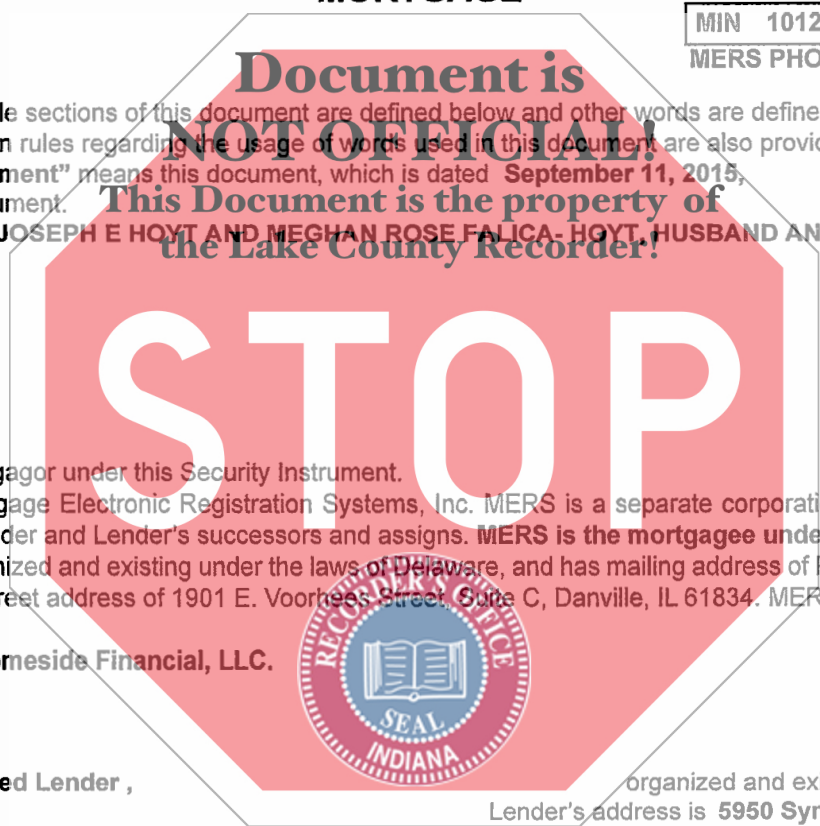 MORTGAGE
MIN 1012
MERS PHO
Document is
le sections of this document are defined below and other words are define
NOT OFFICIAL!
n rules regarding the usage of words used in this document are also provid
ment" means this document, which is dated September 11, 2015,
ument.
This Document is the property of
JOSEPH E HOYT AND MEGHAN ROSE FALICA- HOYT, HUSBAND AN
the Lake County Recorder!
STOP
gagor under this Security Instrument.
gage Electronic Registration Systems, Inc. MERS is a separate corporati
der and Lender's successors and assigns. MERS is the mortgagee unde
nized and existing under the laws of Delaware, and has mailing address of
reet address of 1901 E. Voorhees Street, Suite C, Danville, IL 61834. MER
RECORDER'S OFFICE
meside Financial, LLC.
SEAL
INDIANA
ed Lender ,
organized and exi
Lender's address is 5950 Sym